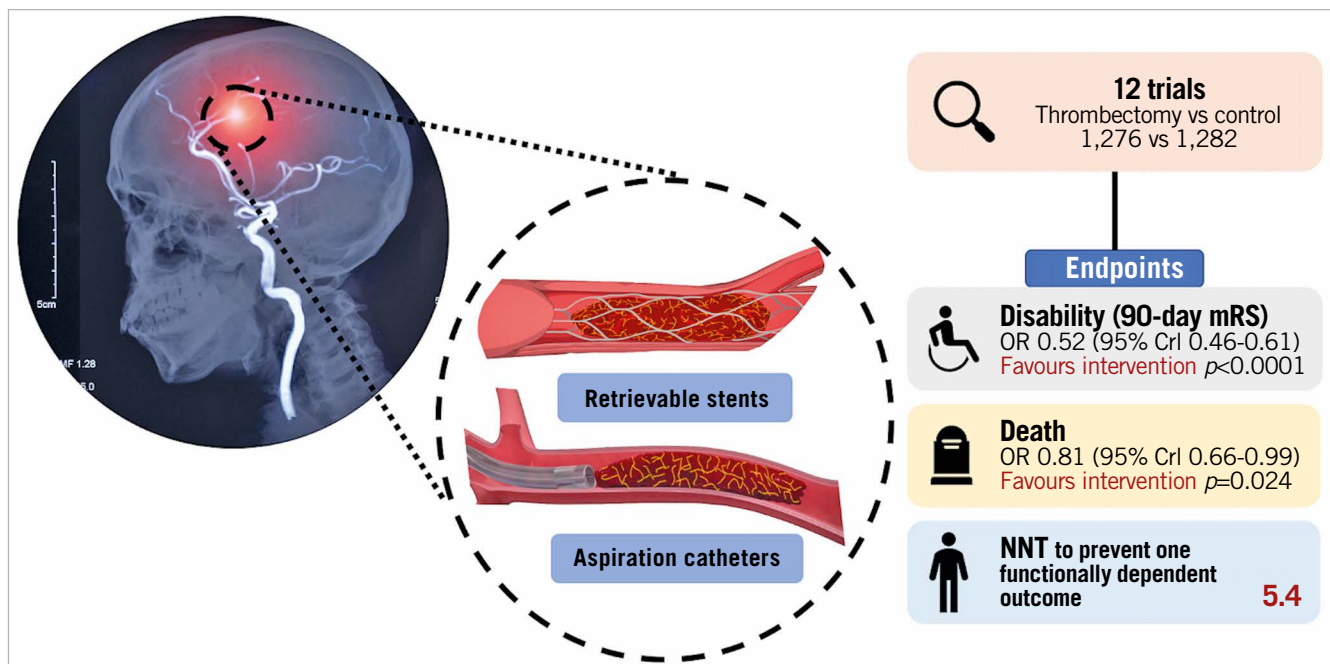 5cm
MF 1.28
5.0
5
Retrievable stents
Aspiration catheters
12 trials
Thrombectomy vs control
1,276 vs 1,282
Endpoints
Disability (90-day mRS)
OR 0.52 (95% CrI 0.46-0.61)
Favours intervention p<0.0001
Death
OR 0.81 (95% CrI 0.66-0.99)
Favours intervention p=0.024
NNT to prevent one
functionally dependent
outcome
5.4